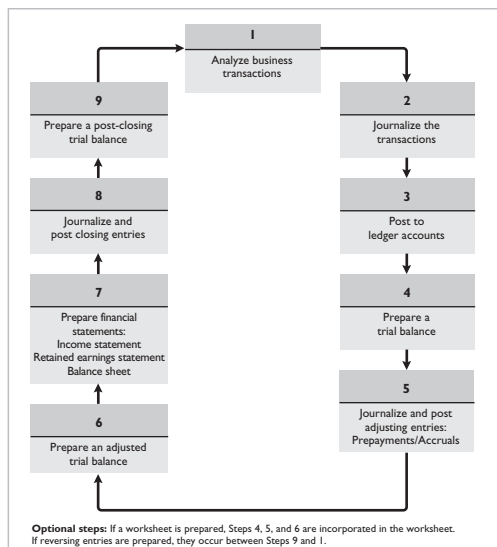 1
Analyze business
transactions
2
Journalize the
transactions
3
Post to
ledger accounts
4
Prepare a
trial balance
5
Journalize and post
adjusting entries:
Prepayments/Accruals
6
Prepare an adjusted
trial balance
7
Prepare financial
statements:
Income statement
Retained earnings statement
Balance sheet
8
Journalize and
post closing entries
9
Prepare a post-closing
trial balance
Optional steps: If a worksheet is prepared, Steps 4, 5, and 6 are incorporated in the worksheet.
If reversing entries are prepared, they occur between Steps 9 and 1.